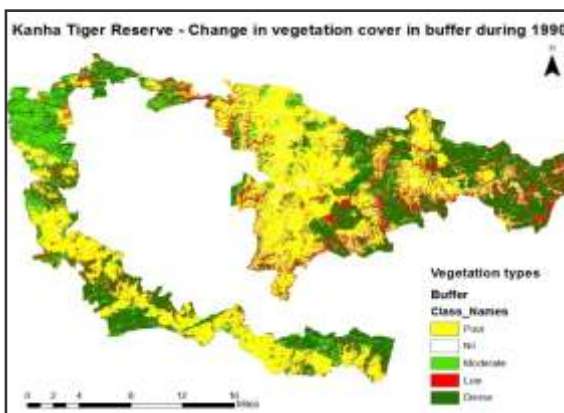 Kanha Tiger Reserve - Change in vegetation cover in buffer during 1990
N
Vegetation types
Buffer
Class_Names
Poor
Nil
Moderate
Low
Dense
0 2 4 8 12 16
Miles